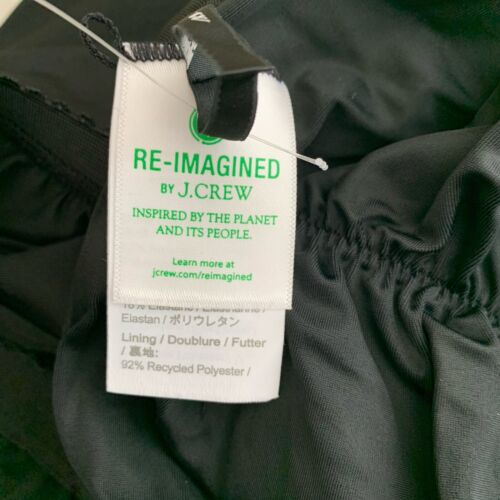 RE-IMAGINED
BY J.CREW
INSPIRED BY THE PLANET
AND ITS PEOPLE.
Learn more at
jcrew.com/reimagined
Elastan / ポリウレタン
Lining / Doublure / Futter
/ 裏地:
92% Recycled Polyester /